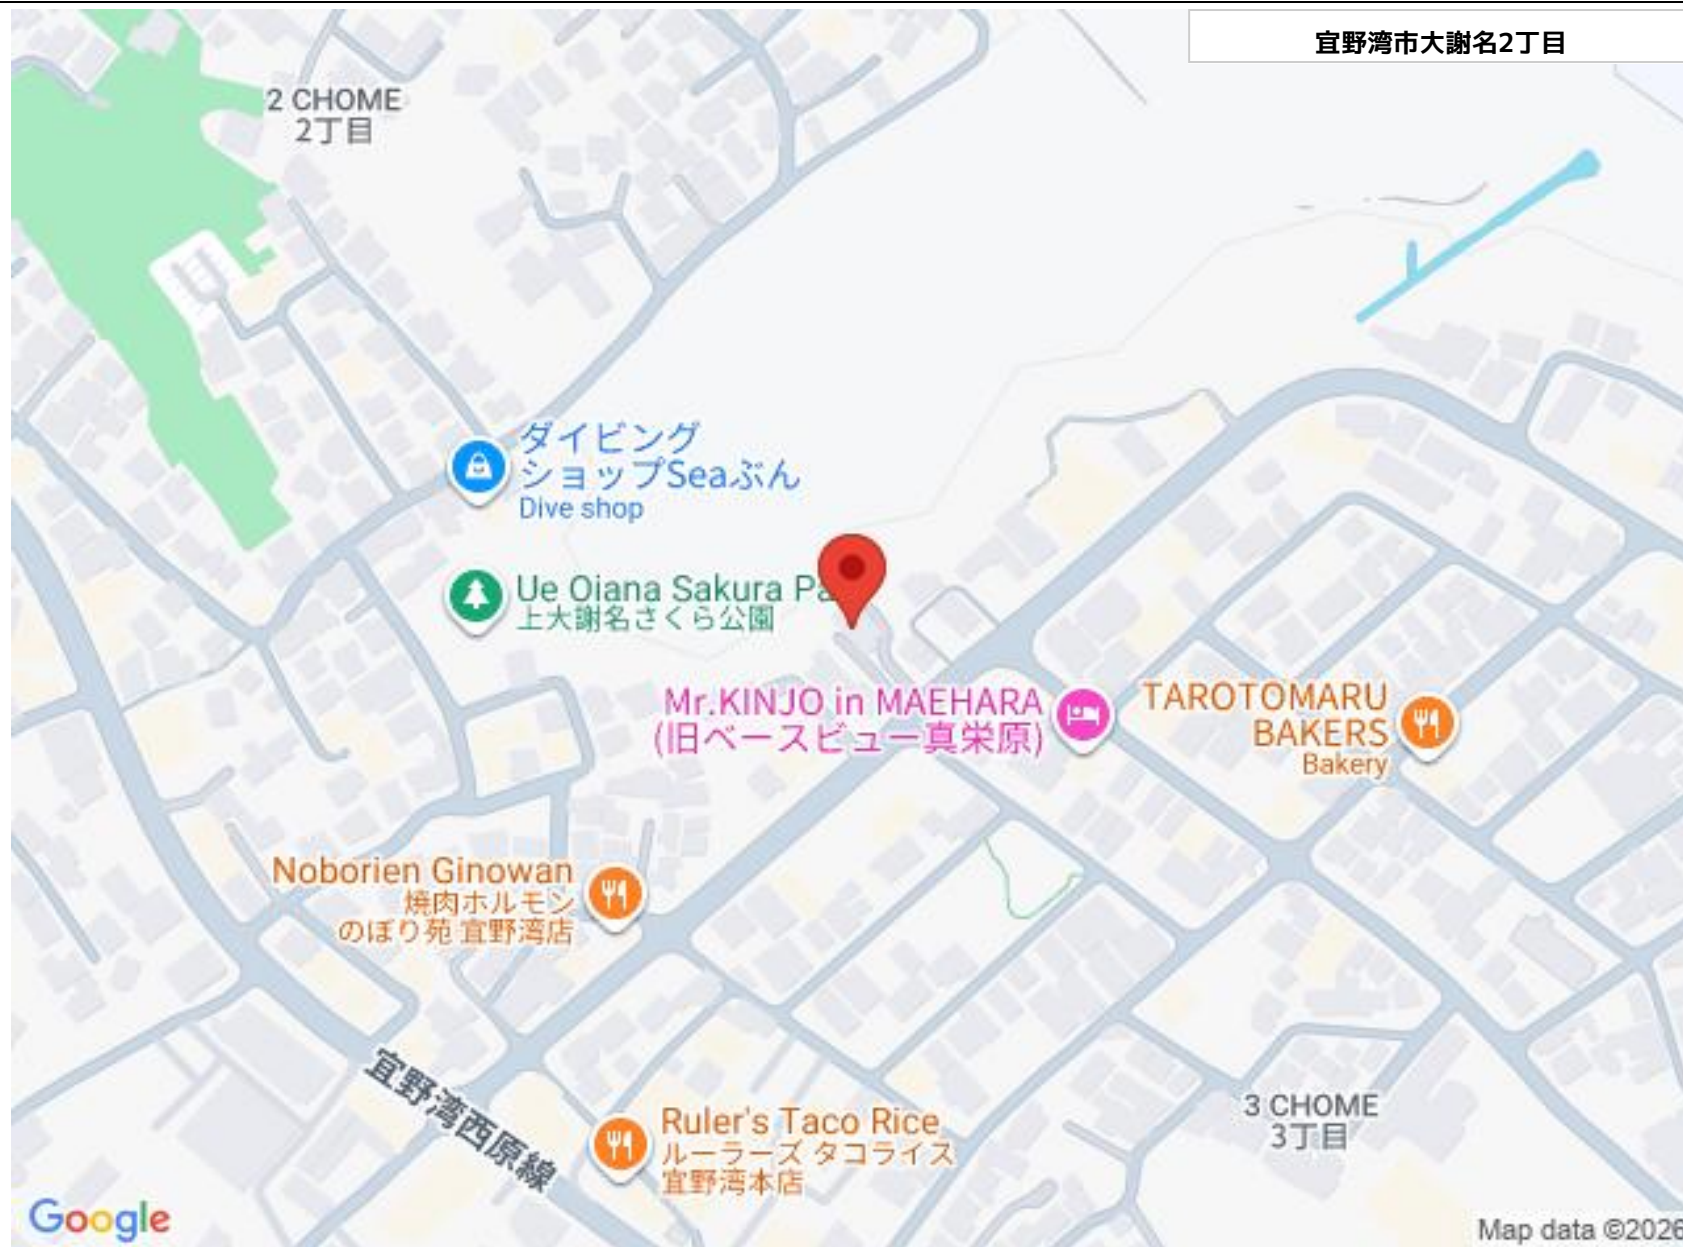 宜野湾市大謝名2丁目
2 CHOME
2丁目
ダイビング
ショップSeaぶん
Dive shop
Ue Ojana Sakura Pa
上大謝名さくら公園
Mr.KINJO in MAEHARA
(旧ベースビュー真栄原)
TAROTOMARU
BAKERS
Bakery
Noborien Ginowan
焼肉ホルモン
のぼり苑 宜野湾店
宜野湾西原線
Ruler's Taco Rice
ルーラーズ タコライス
宜野湾本店
3 CHOME
3丁目
Google
Map data ©2026